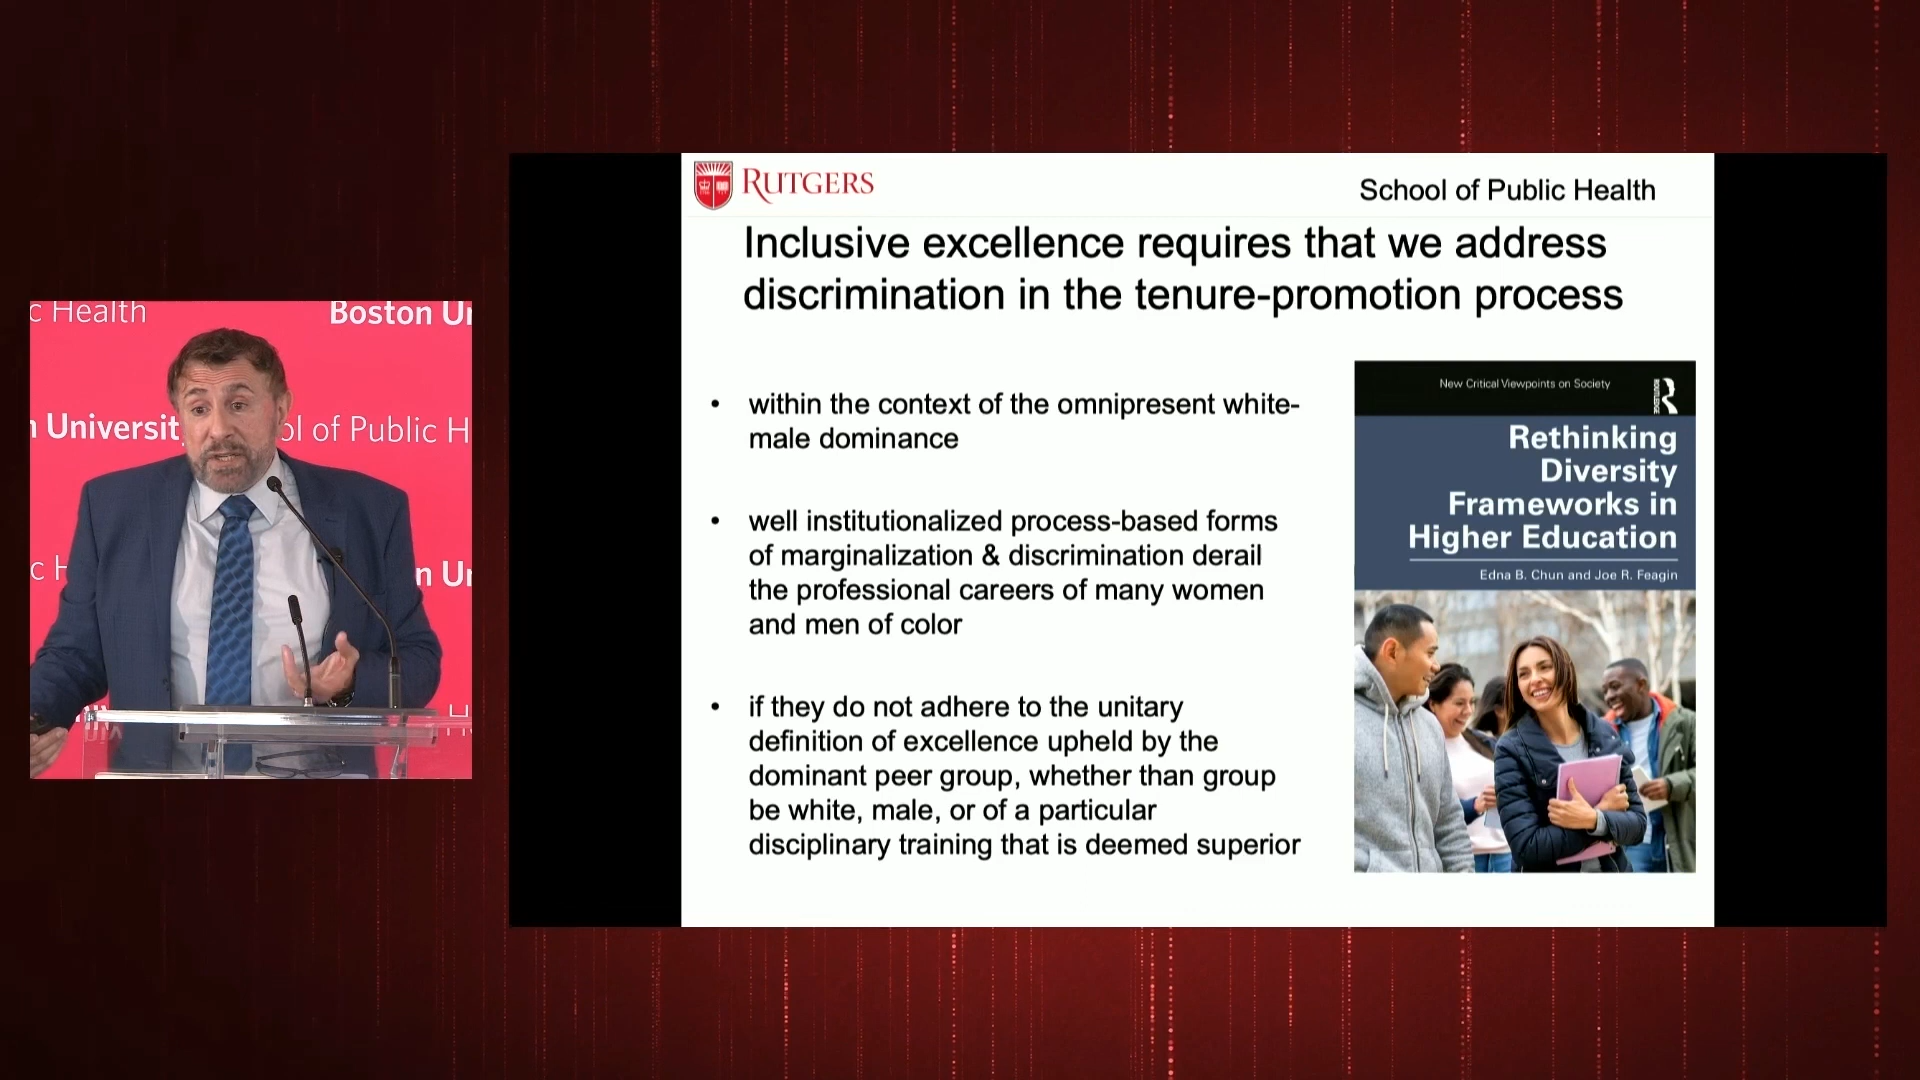 c Health
Boston Un
n Universit
ol of Public H
c H
n Un
RUTGERS
School of Public Health
Inclusive excellence requires that we address
discrimination in the tenure-promotion process
• within the context of the omnipresent white-
male dominance
• well institutionalized process-based forms
of marginalization & discrimination derail
the professional careers of many women
and men of color
• if they do not adhere to the unitary
definition of excellence upheld by the
dominant peer group, whether than group
be white, male, or of a particular
disciplinary training that is deemed superior
New Critical Viewpoints on Society
ROUTLEDGE
Rethinking
Diversity
Frameworks in
Higher Education
Edna B. Chun and Joe R. Feagin